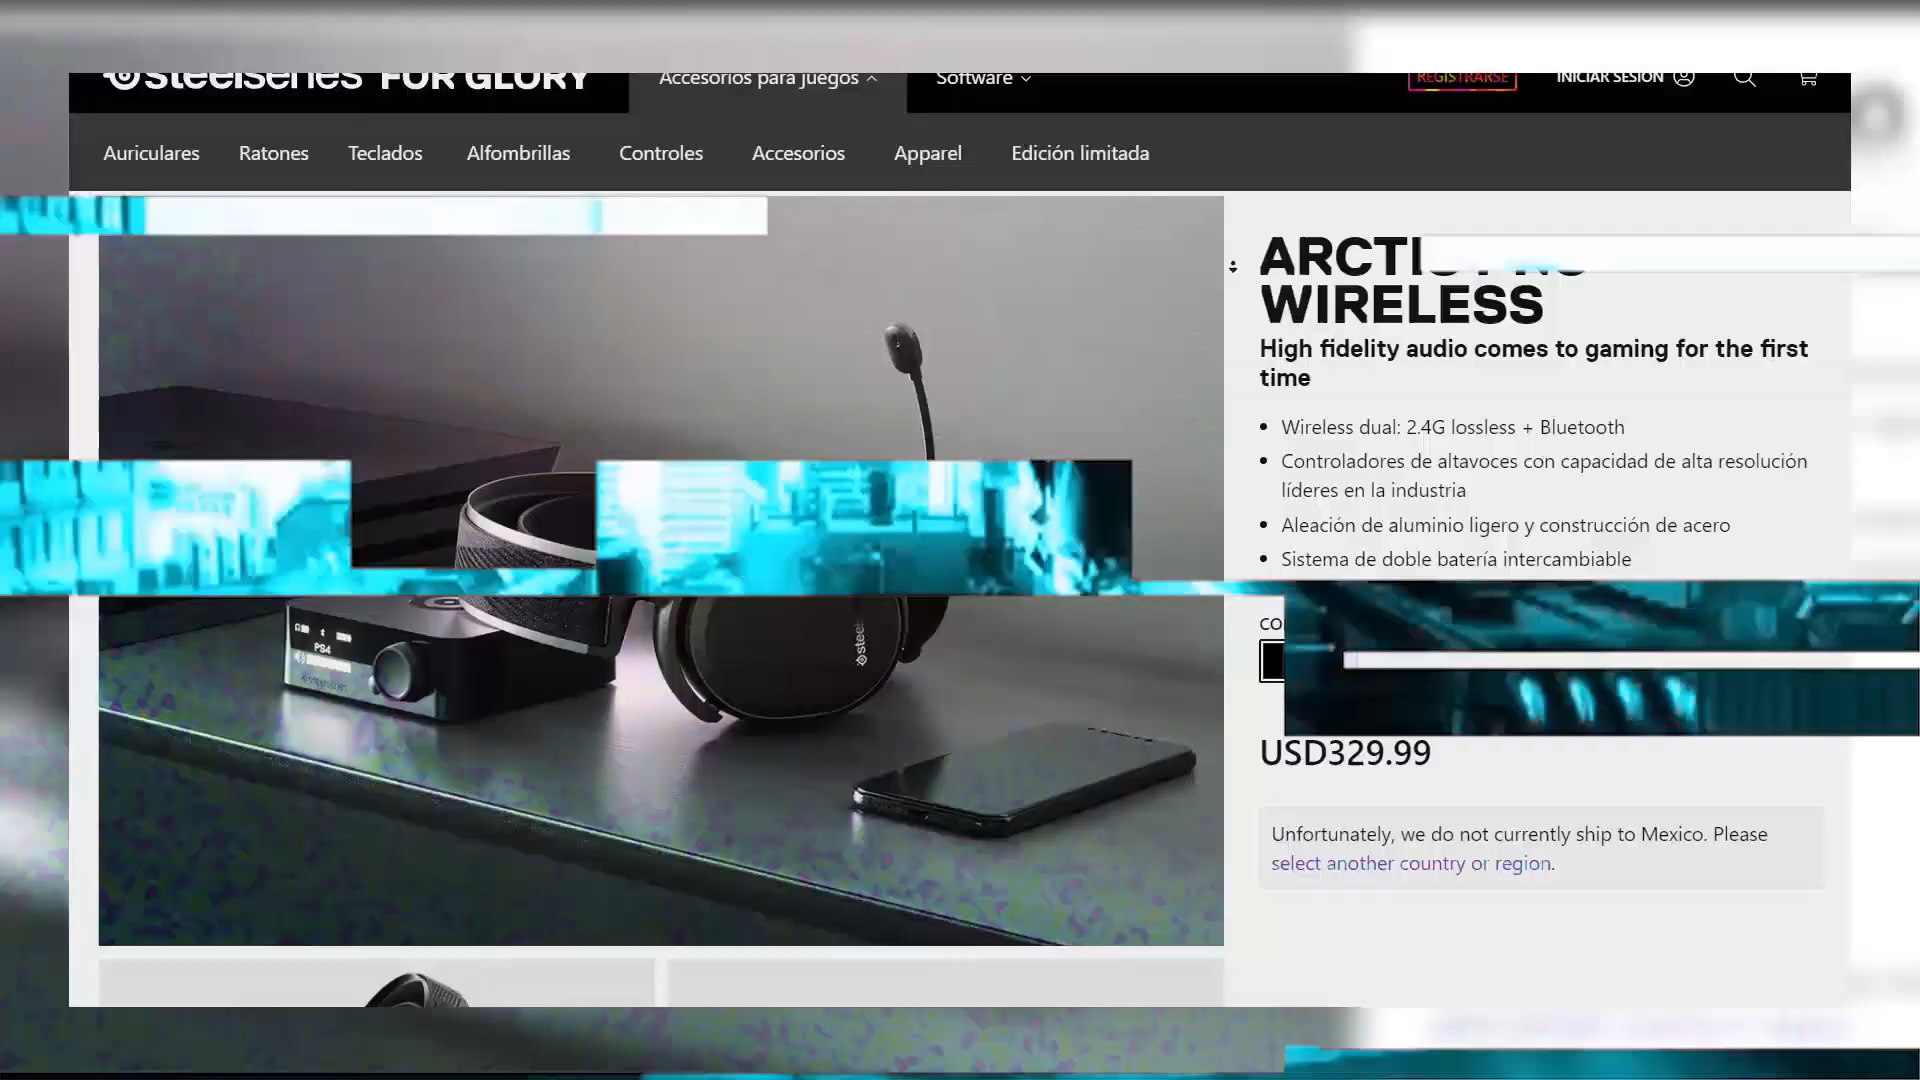 steelseries FOR GLORY
Accesorios para juegos
Software
REGISTRARSE
INICIAR SESIÓN
Auriculares
Ratones
Teclados
Alfombrillas
Controles
Accesorios
Apparel
Edición limitada
WIRELESS
High fidelity audio comes to gaming for the first
time
Wireless dual: 2.4G lossless + Bluetooth
Controladores de altavoces con capacidad de alta resolución
líderes en la industria
Aleación de aluminio ligero y construcción de acero
Sistema de doble batería intercambiable
PS4
steel
USD329.99
Unfortunately, we do not currently ship to Mexico. Please
select another country or region.